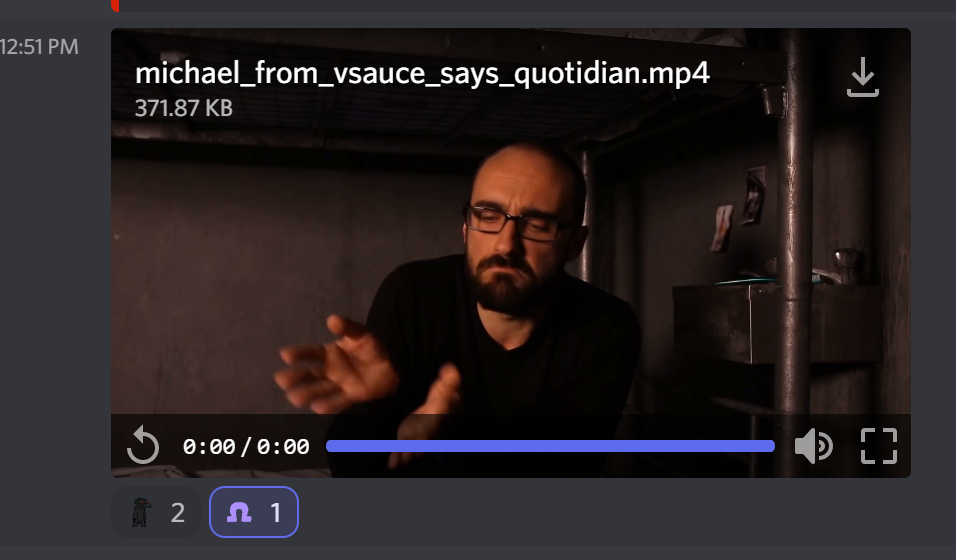 12:51 PM
michael_from_vsauce_says_quotidian.mp4
371.87 KB
0:00 / 0:00
2
1